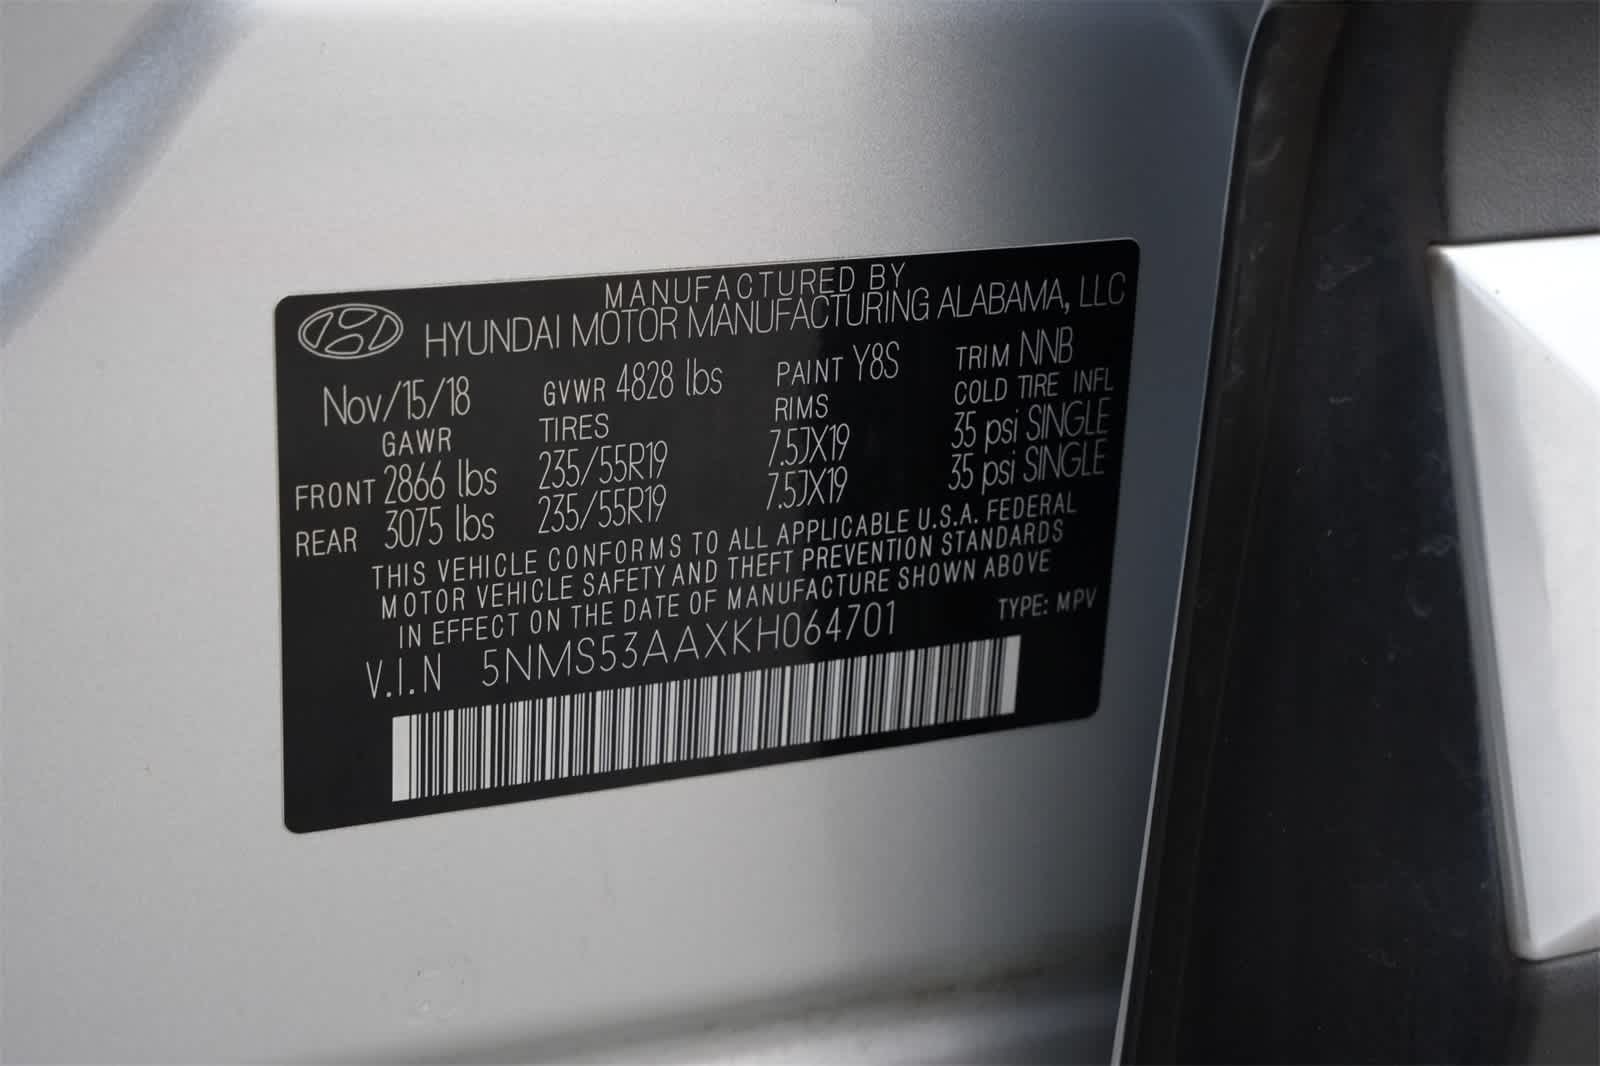 MANUFACTURED BY
HYUNDAI MOTOR MANUFACTURING ALABAMA, LLC
Nov/15/18 GVWR 4828 lbs PAINT Y8S TRIM NNB
GAWR TIRES RIMS COLD TIRE INFL
FRONT 2866 lbs 235/55R19 7.5JX19 35 psi SINGLE
REAR 3075 lbs 235/55R19 7.5JX19 35 psi SINGLE
THIS VEHICLE CONFORMS TO ALL APPLICABLE U.S.A. FEDERAL
MOTOR VEHICLE SAFETY AND THEFT PREVENTION STANDARDS
IN EFFECT ON THE DATE OF MANUFACTURE SHOWN ABOVE
V.I.N 5NMS53AAXKH064701 TYPE: MPV